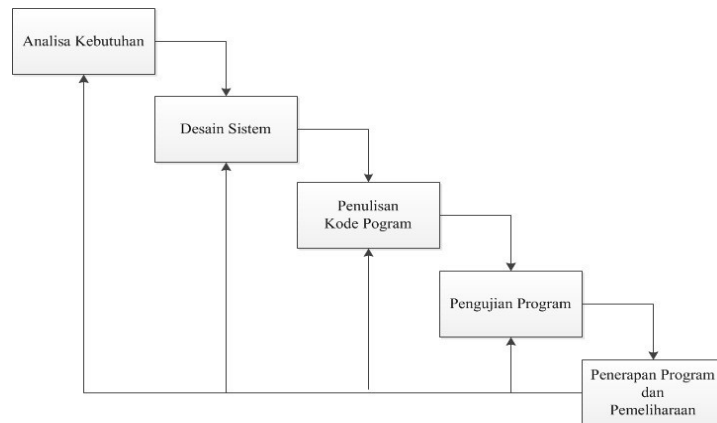 Analisa Kebutuhan
Desain Sistem
Penulisan
Kode Pogram
Pengujian Program
Penerapan Program
dan
Pemeliharaan